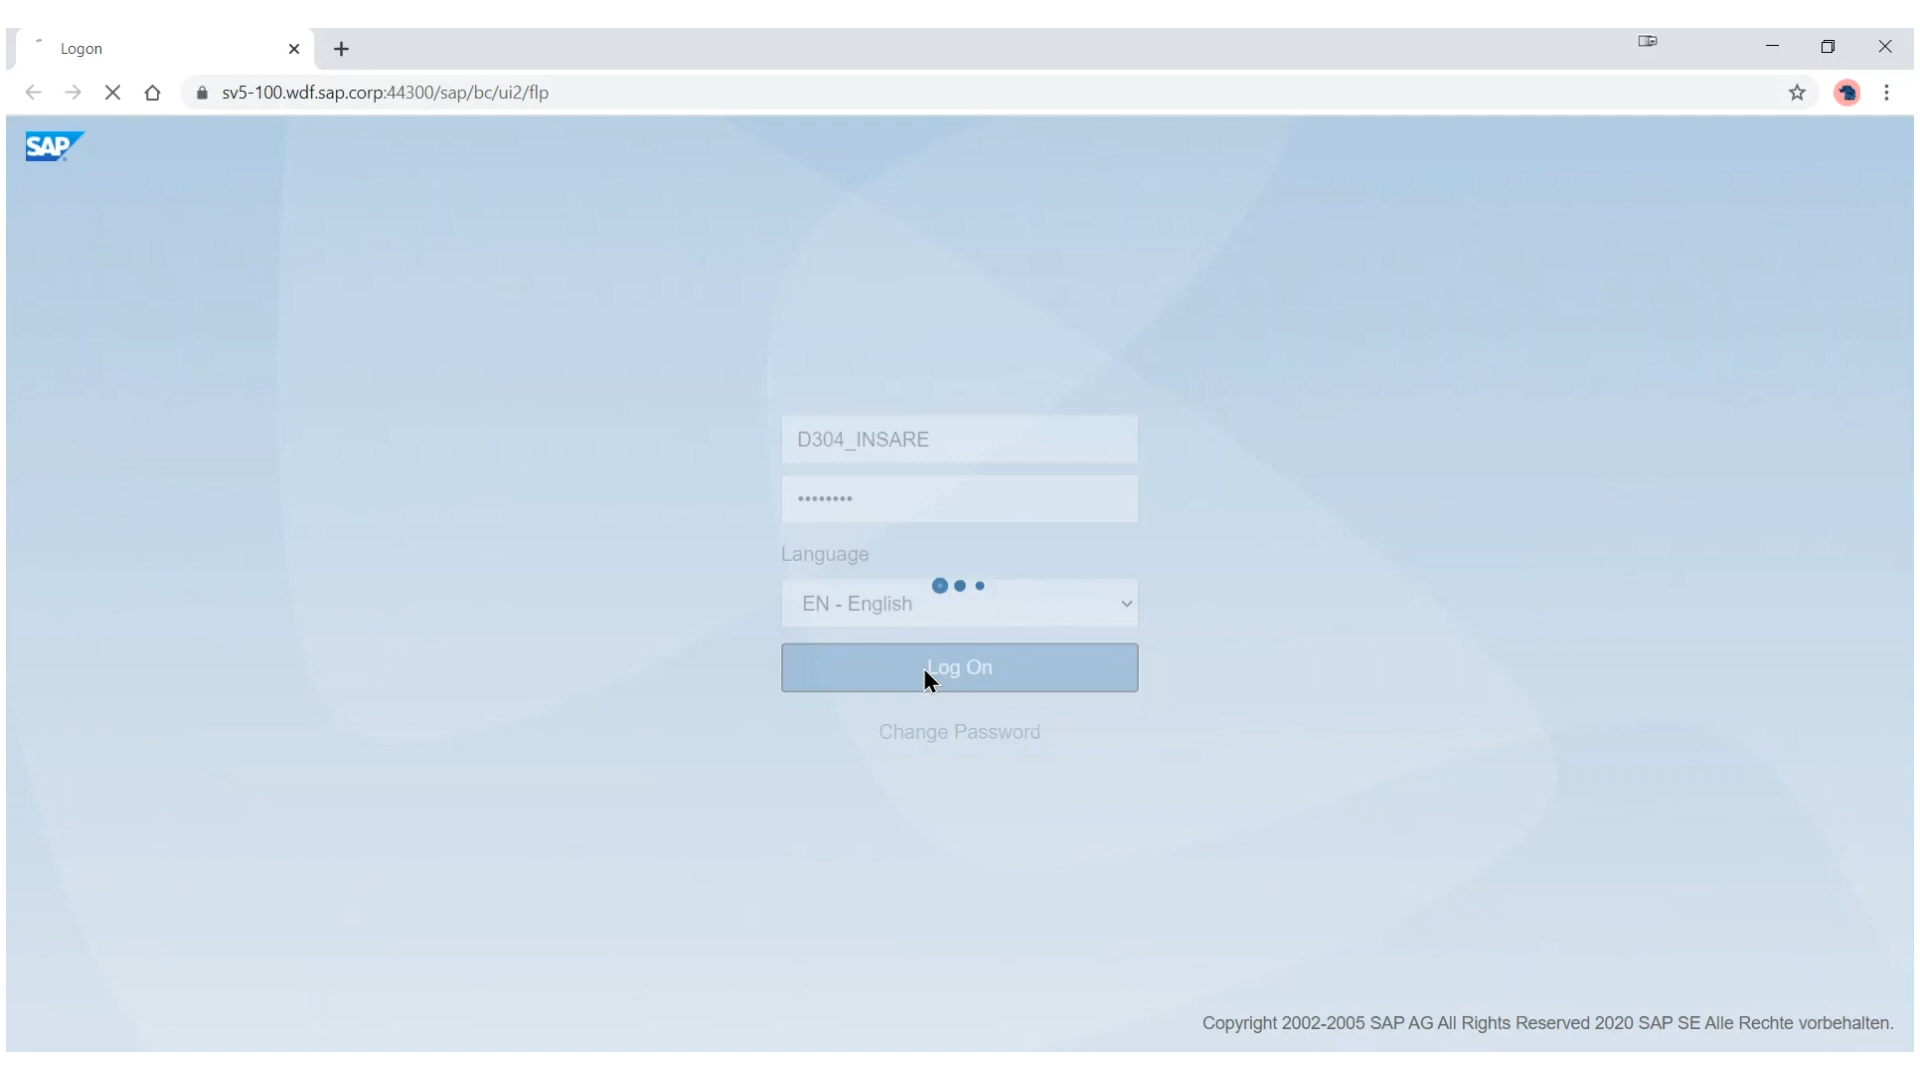 Logon
sv5-100.wdf.sap.corp:44300/sap/bc/ui2/flp
SAP
D304_INSARE
••••••••
Language
EN - English
Log On
Change Password
Copyright 2002-2005 SAP AG All Rights Reserved 2020 SAP SE Alle Rechte vorbehalten.